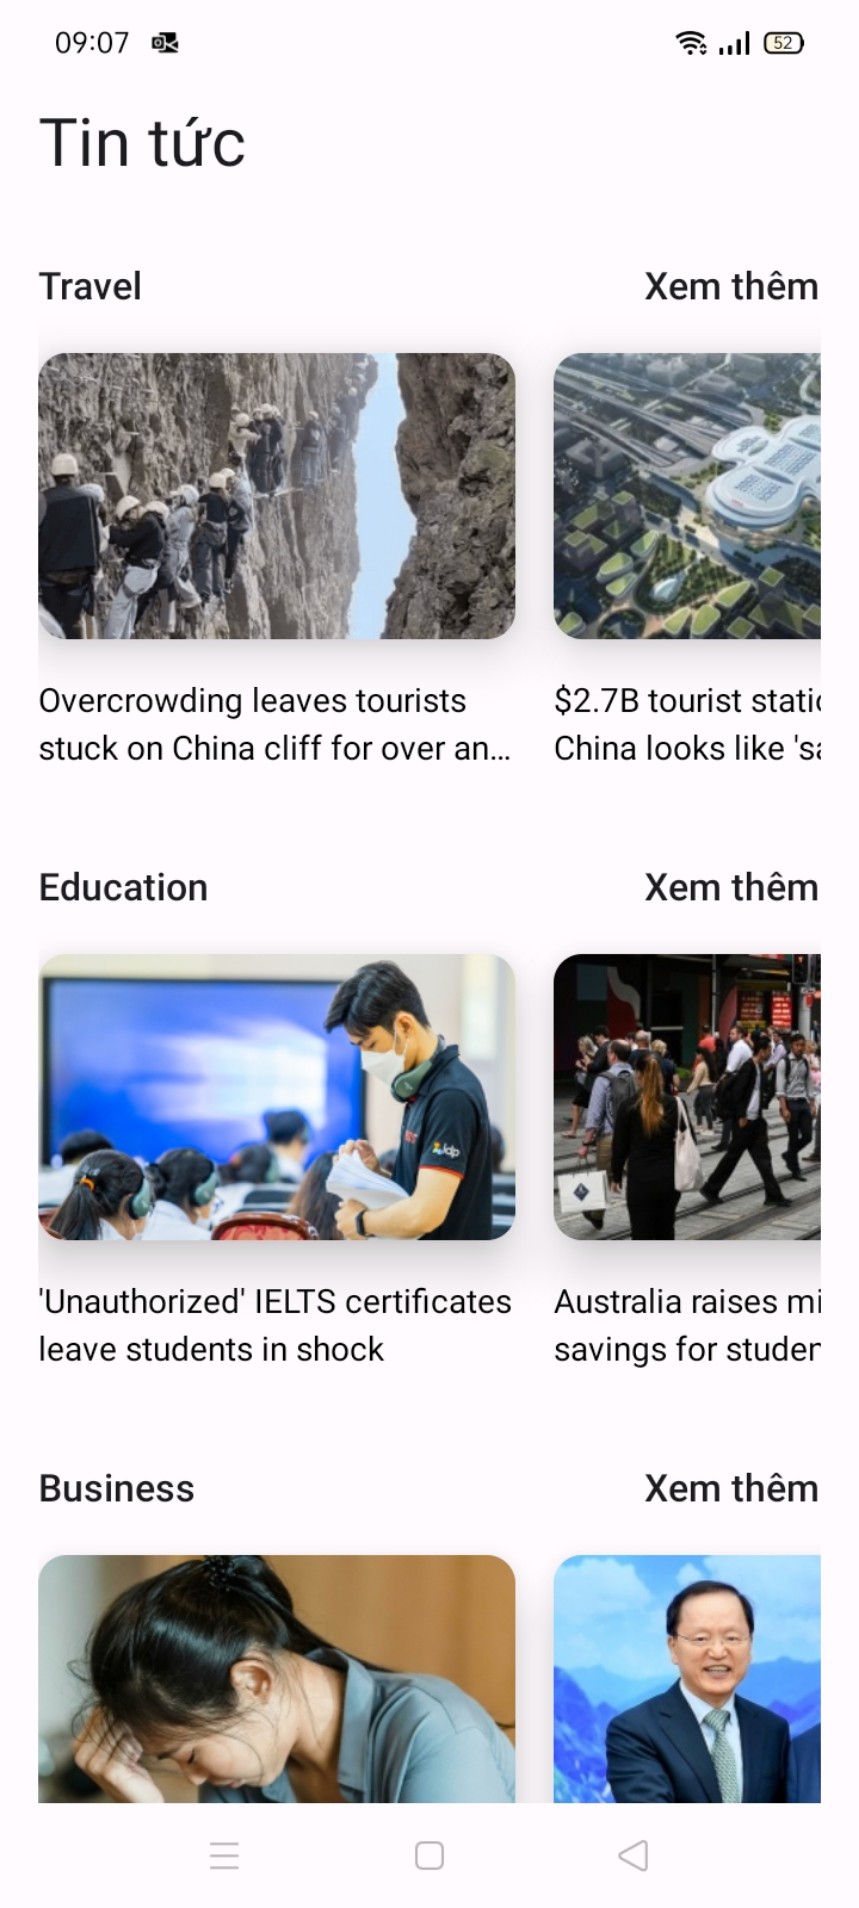 09:07
52
Tin tức
Travel
Xem thêm
Overcrowding leaves tourists
stuck on China cliff for over an...
$2.7B tourist static
China looks like 'sa
Education
Xem thêm
idp
'Unauthorized' IELTS certificates
leave students in shock
Australia raises mi
savings for studen
Business
Xem thêm